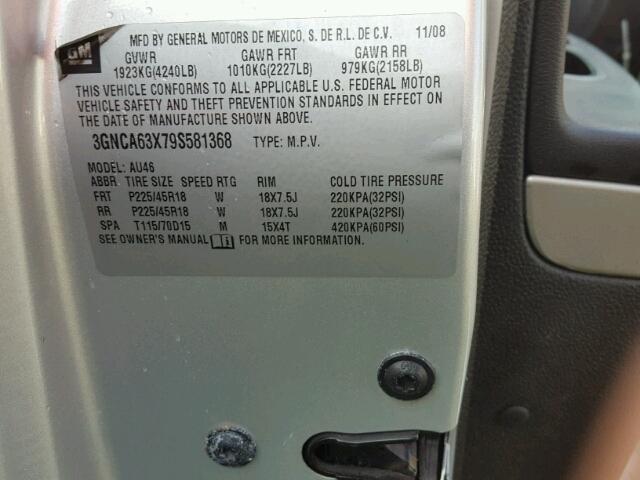 GM
MFD BY GENERAL MOTORS DE MEXICO, S. DE R.L. DE C.V. 11/08
GVWR GAWR FRT GAWR RR
1923KG(4240LB) 1010KG(2227LB) 979KG(2158LB)
THIS VEHICLE CONFORMS TO ALL APPLICABLE U.S. FEDERAL MOTOR
VEHICLE SAFETY AND THEFT PREVENTION STANDARDS IN EFFECT ON
THE DATE OF MANUFACTURE SHOWN ABOVE.
3GNCA63X79S581368 TYPE: M.P.V.
MODEL: AU46
ABBR TIRE SIZE SPEED RTG RIM COLD TIRE PRESSURE
FRT P225/45R18 W 18X7.5J 220KPA(32PSI)
RR P225/45R18 W 18X7.5J 220KPA(32PSI)
SPA T115/70D15 M 15X4T 420KPA(60PSI)
SEE OWNER'S MANUAL FOR MORE INFORMATION.